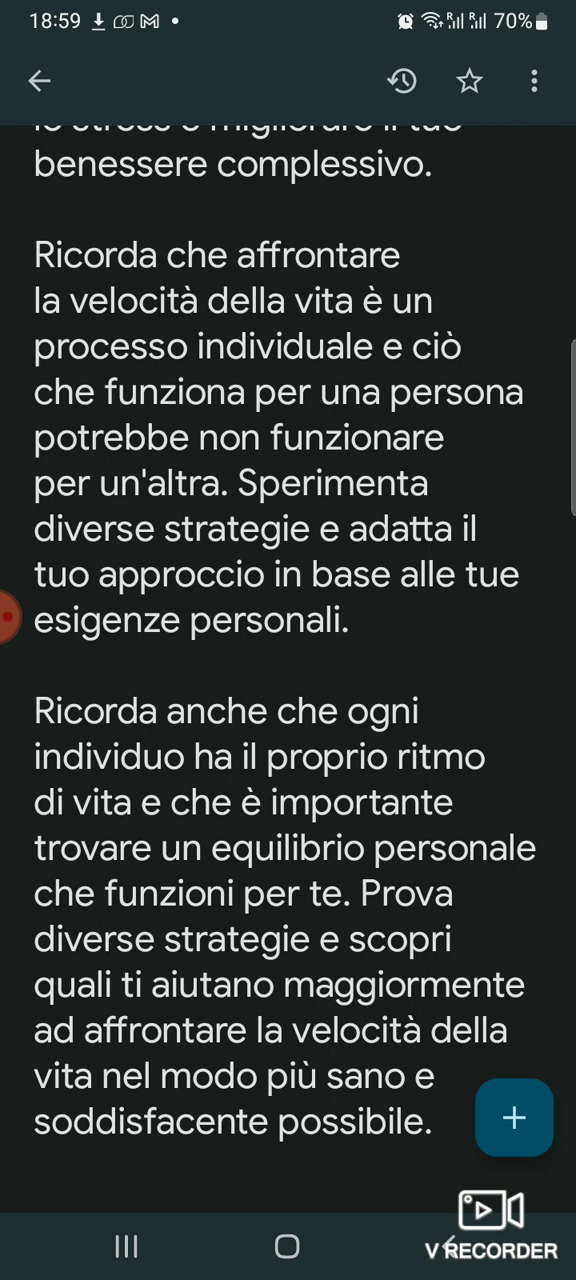 18:59
70%
benessere complessivo.
Ricorda che affrontare
la velocità della vita è un
processo individuale e ciò
che funziona per una persona
potrebbe non funzionare
per un'altra. Sperimenta
diverse strategie e adatta il
tuo approccio in base alle tue
esigenze personali.
Ricorda anche che ogni
individuo ha il proprio ritmo
di vita e che è importante
trovare un equilibrio personale
che funzioni per te. Prova
diverse strategie e scopri
quali ti aiutano maggiormente
ad affrontare la velocità della
vita nel modo più sano e
soddisfacente possibile.
V RECORDER